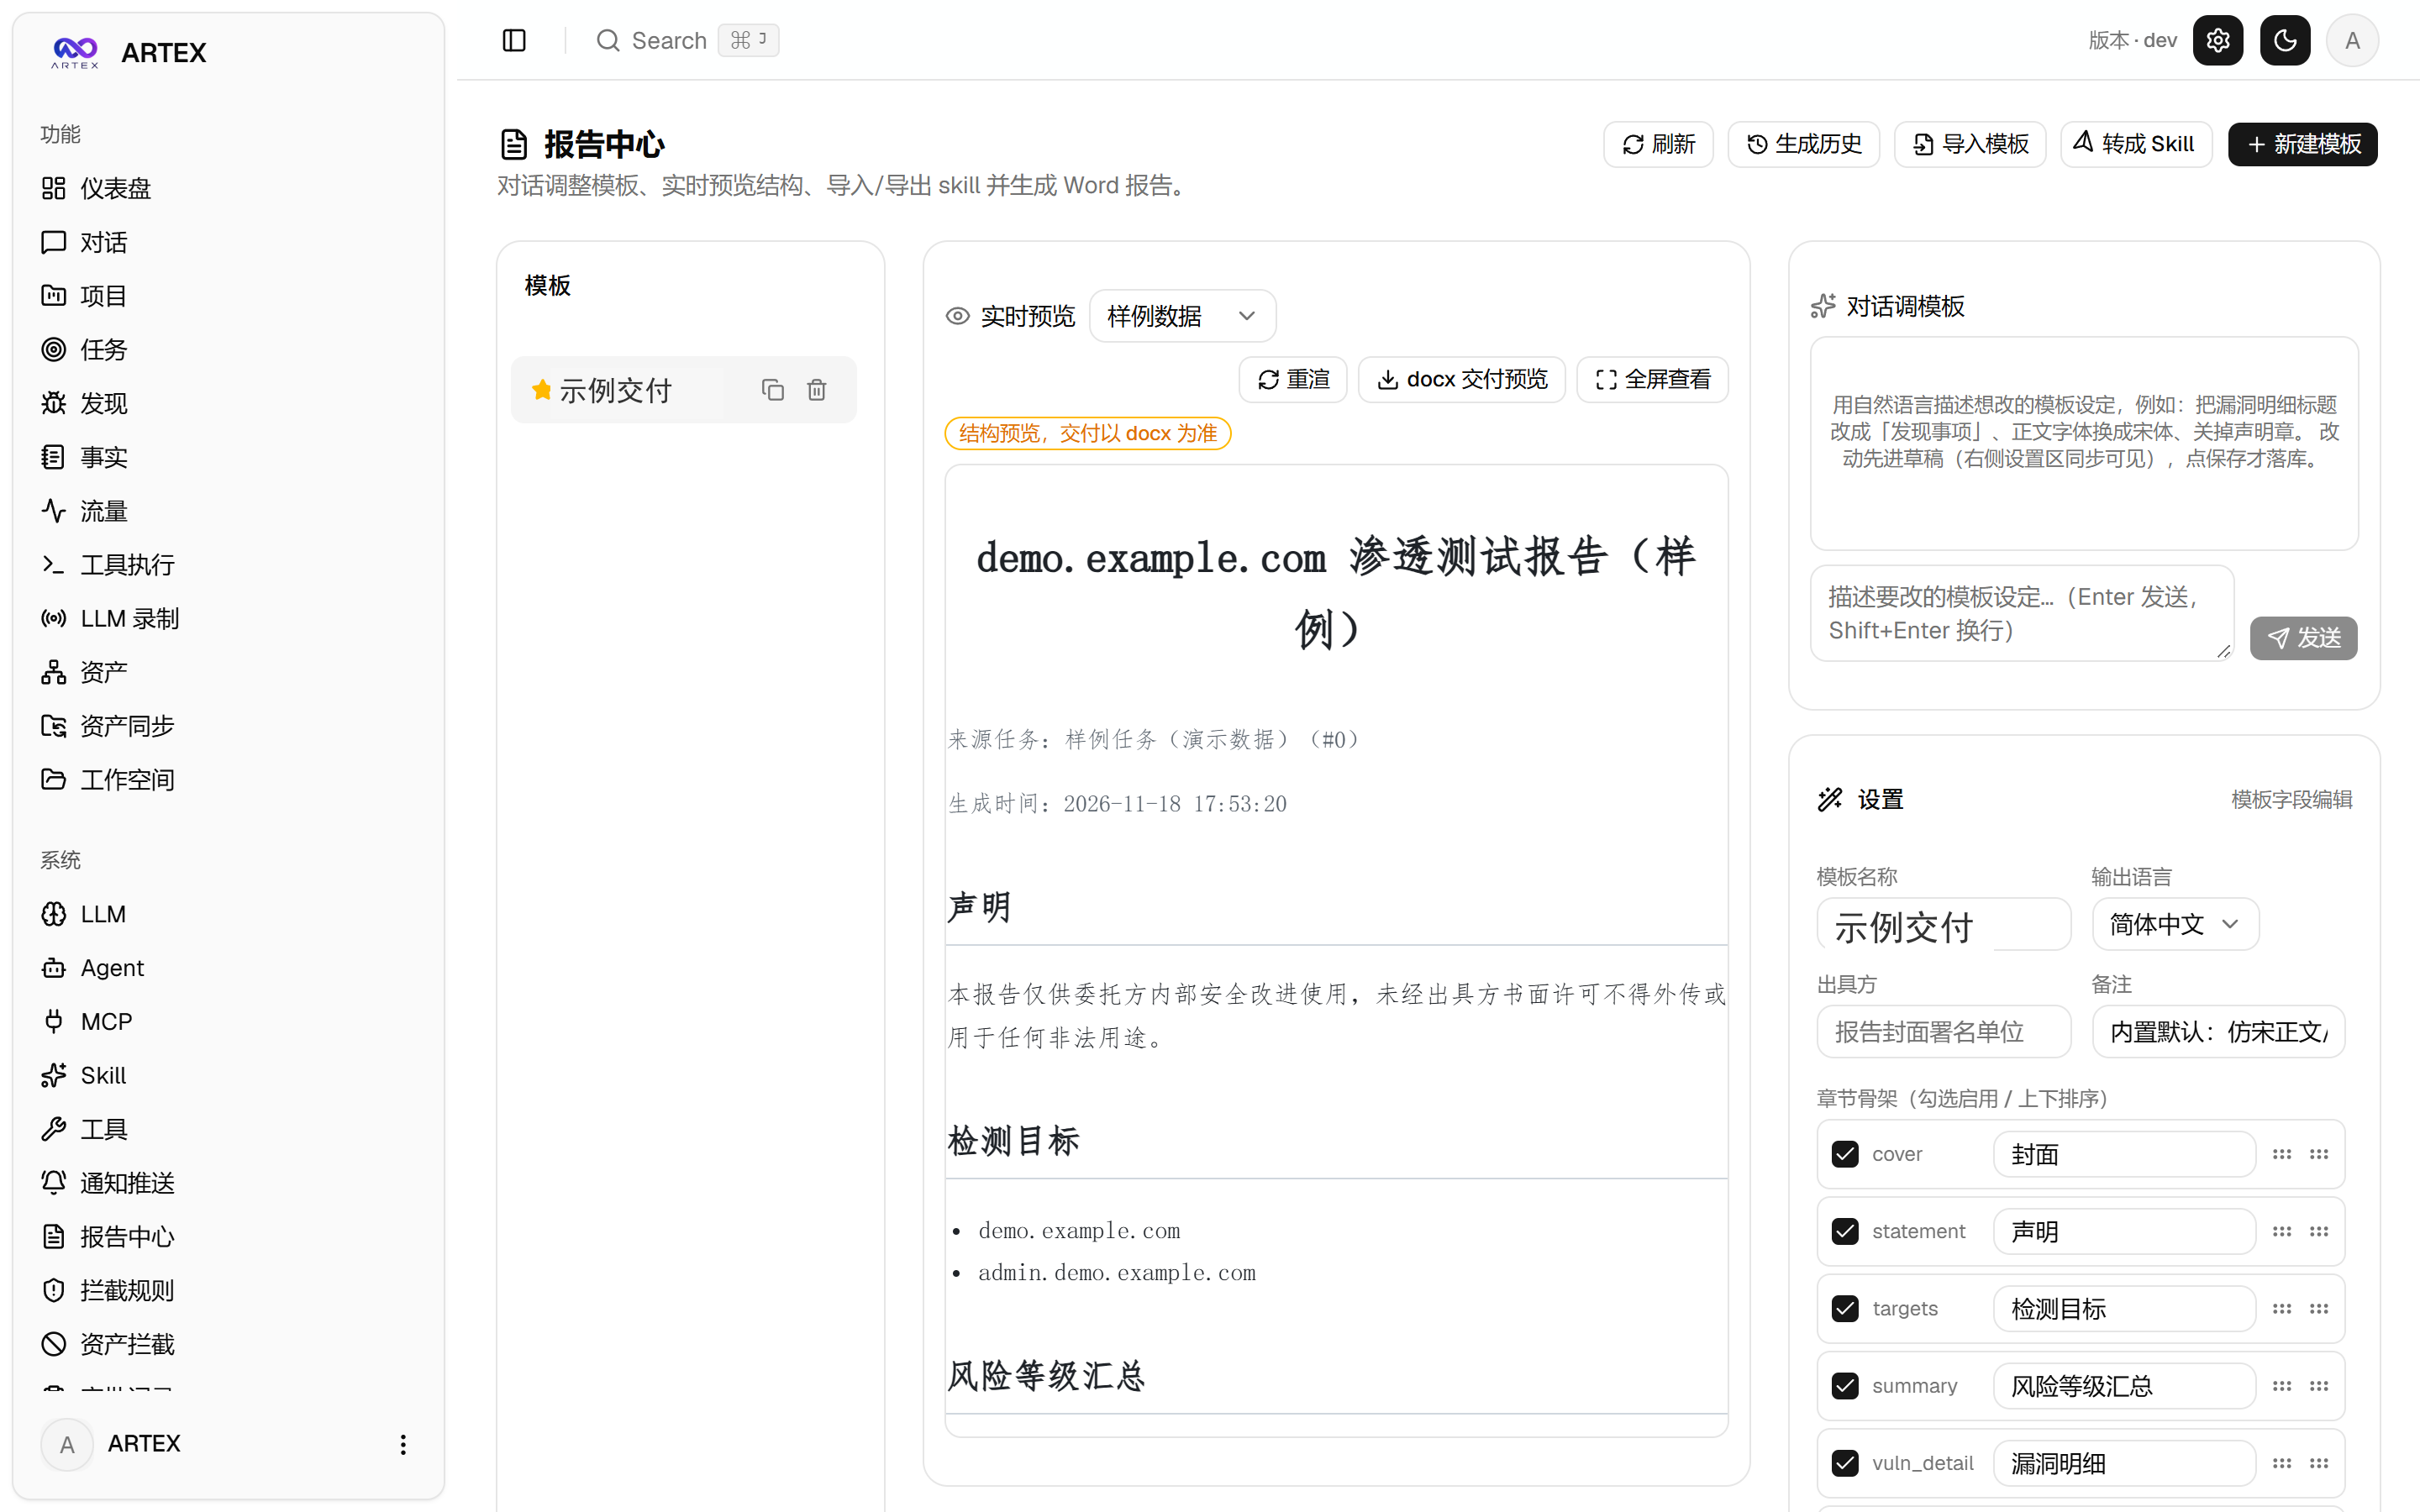 ARTEX
ARTEX
功能
仪表盘
对话
项目
任务
发现
事实
流量
工具执行
LLM 录制
资产
资产同步
工作空间
系统
LLM
Agent
MCP
Skill
工具
通知推送
报告中心
拦截规则
资产拦截
A
ARTEX
Search
⌘ J
版本 · dev
A
报告中心
对话调整模板、实时预览结构、导入/导出 skill 并生成 Word 报告。
刷新
生成历史
导入模板
转成 Skill
新建模板
模板
示例交付
实时预览
样例数据
重渲
docx 交付预览
全屏查看
结构预览，交付以 docx 为准
demo.example.com 渗透测试报告（样
例）
来源任务：样例任务（演示数据）（#0）
生成时间：2026-11-18 17:53:20
声明
本报告仅供委托方内部安全改进使用，未经出具方书面许可不得外传或
用于任何非法用途。
检测目标
• demo.example.com
• admin.demo.example.com
风险等级汇总
对话调模板
用自然语言描述想改的模板设定，例如：把漏洞明细标题
改成「发现事项」、正文字体换成宋体、关掉声明章。 改
动先进草稿（右侧设置区同步可见），点保存才落库。
描述要改的模板设定...（Enter 发送，
Shift+Enter 换行）
发送
设置
模板字段编辑
模板名称
输出语言
示例交付
简体中文
出具方
备注
报告封面署名单位
内置默认：仿宋正文/
章节骨架（勾选启用 / 上下排序）
cover
封面
statement
声明
targets
检测目标
summary
风险等级汇总
vuln_detail
漏洞明细